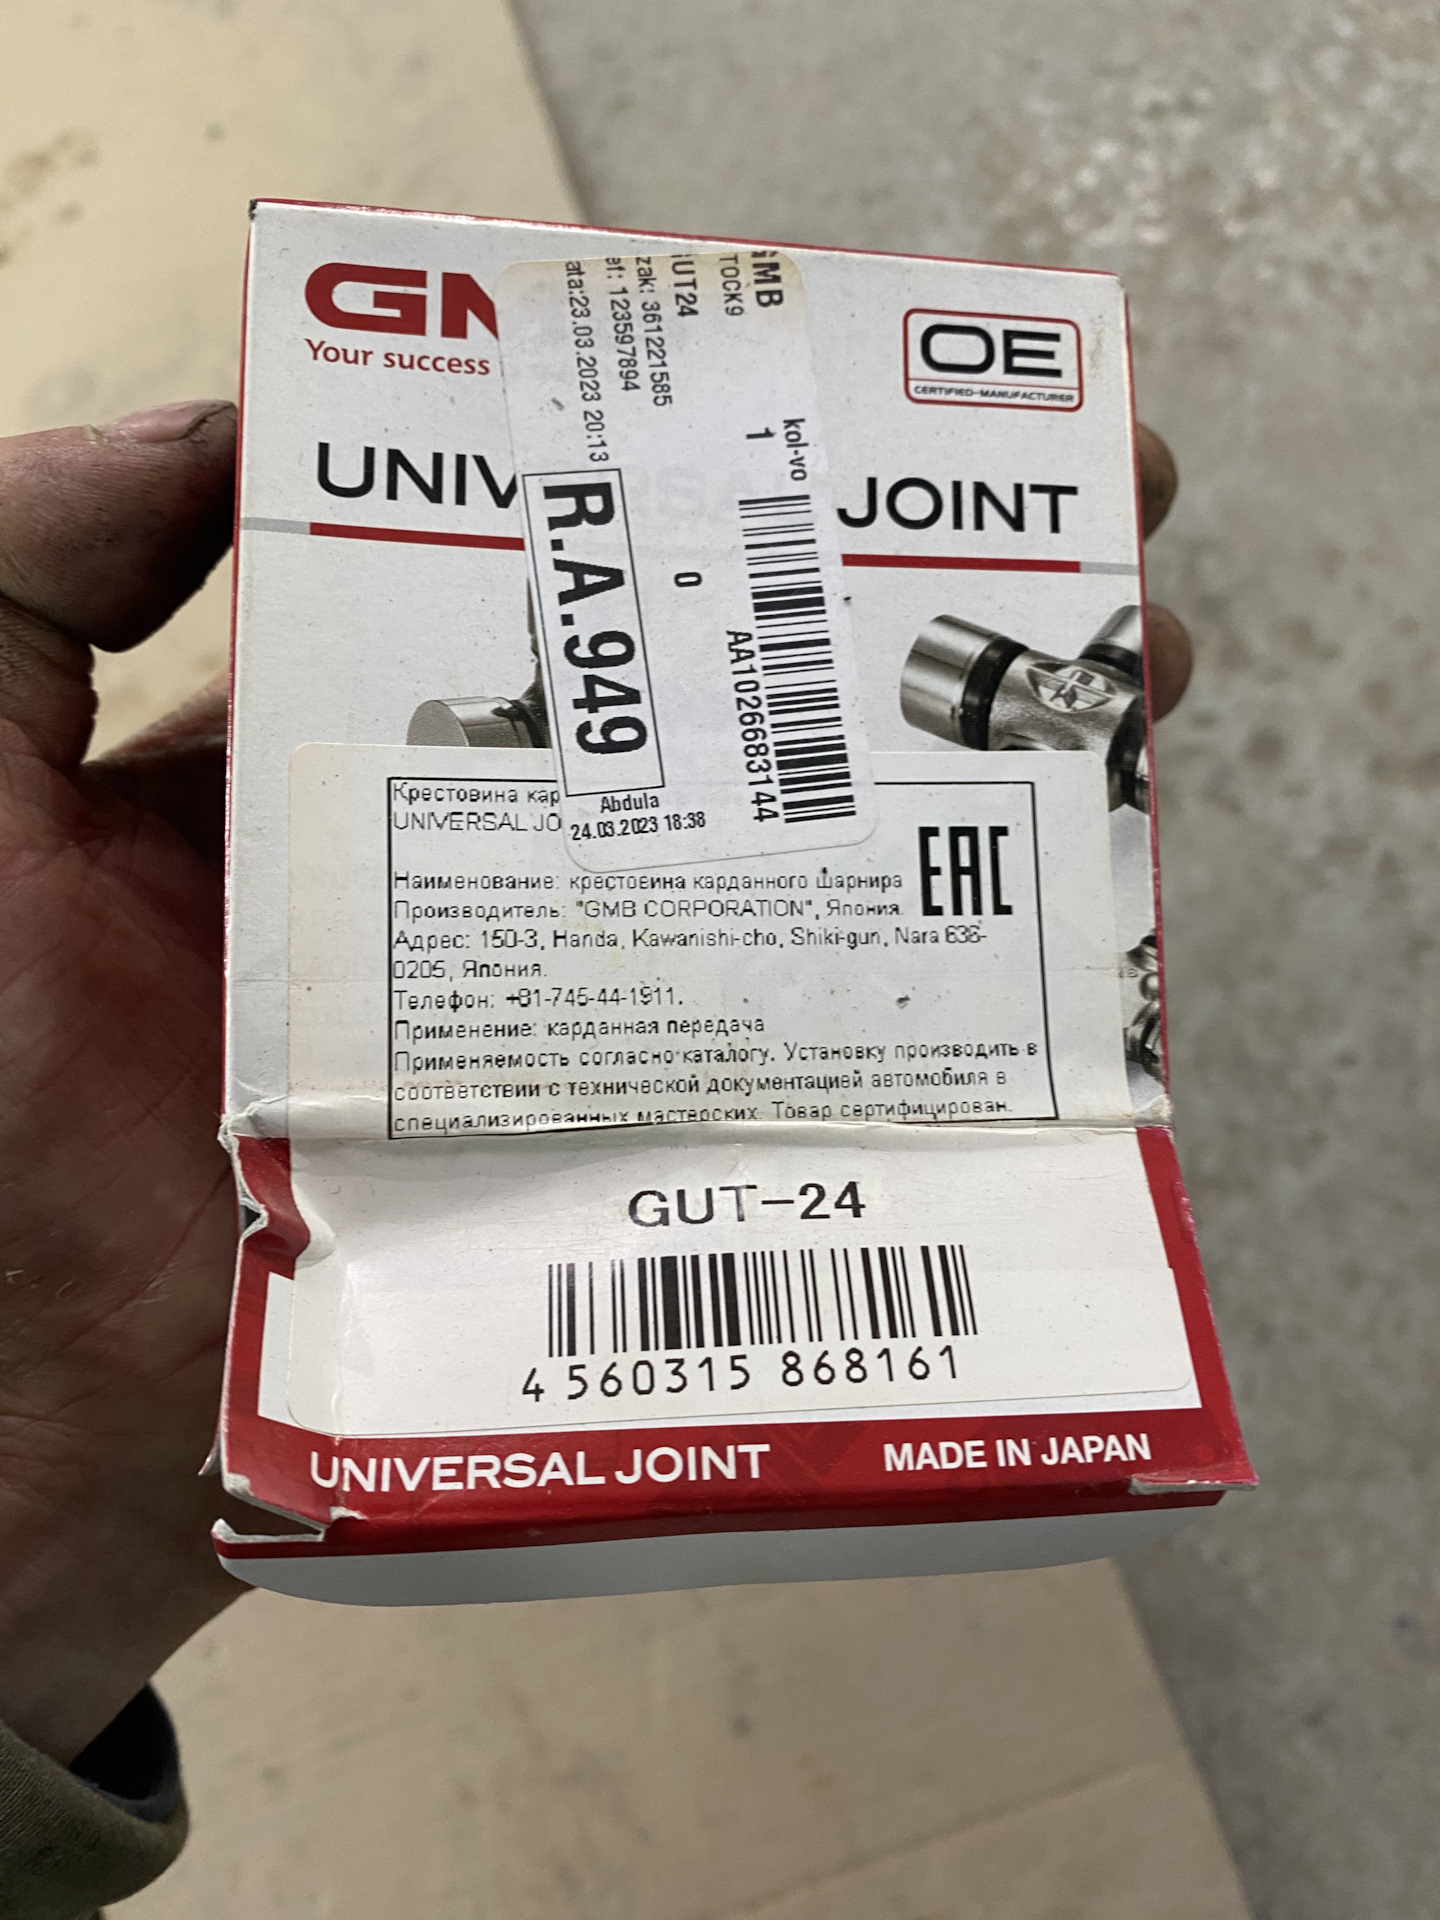 GM
Your success
OE
CERTIFIED-MANUFACTURER
UNIV
JOINT
GMB
TOCK9
UT24
zak: 361221585
ef: 123597894
ata:23.03.2023 20:13
kol-vo
1
0
R.A.949
AA1026683144
Abdula
24.03.2023 18:38
Крестовина кар
UNIVERSAL JO
EAC
Наименование: крестовина карданного шарнира
Производитель: "GMB CORPORATION", Япония.
Адрес: 150-3, Handa, Kawanishi-cho, Shiki-gun, Nara 636-
0205, Япония.
Телефон: +81-745-44-1911.
Применение: карданная передача
Применяемость согласно каталогу. Установку производить в
соответствии с технической документацией автомобиля в
специализированных мастерских. Товар сертифицирован.
GUT-24
4 560315 868161
UNIVERSAL JOINT
MADE IN JAPAN